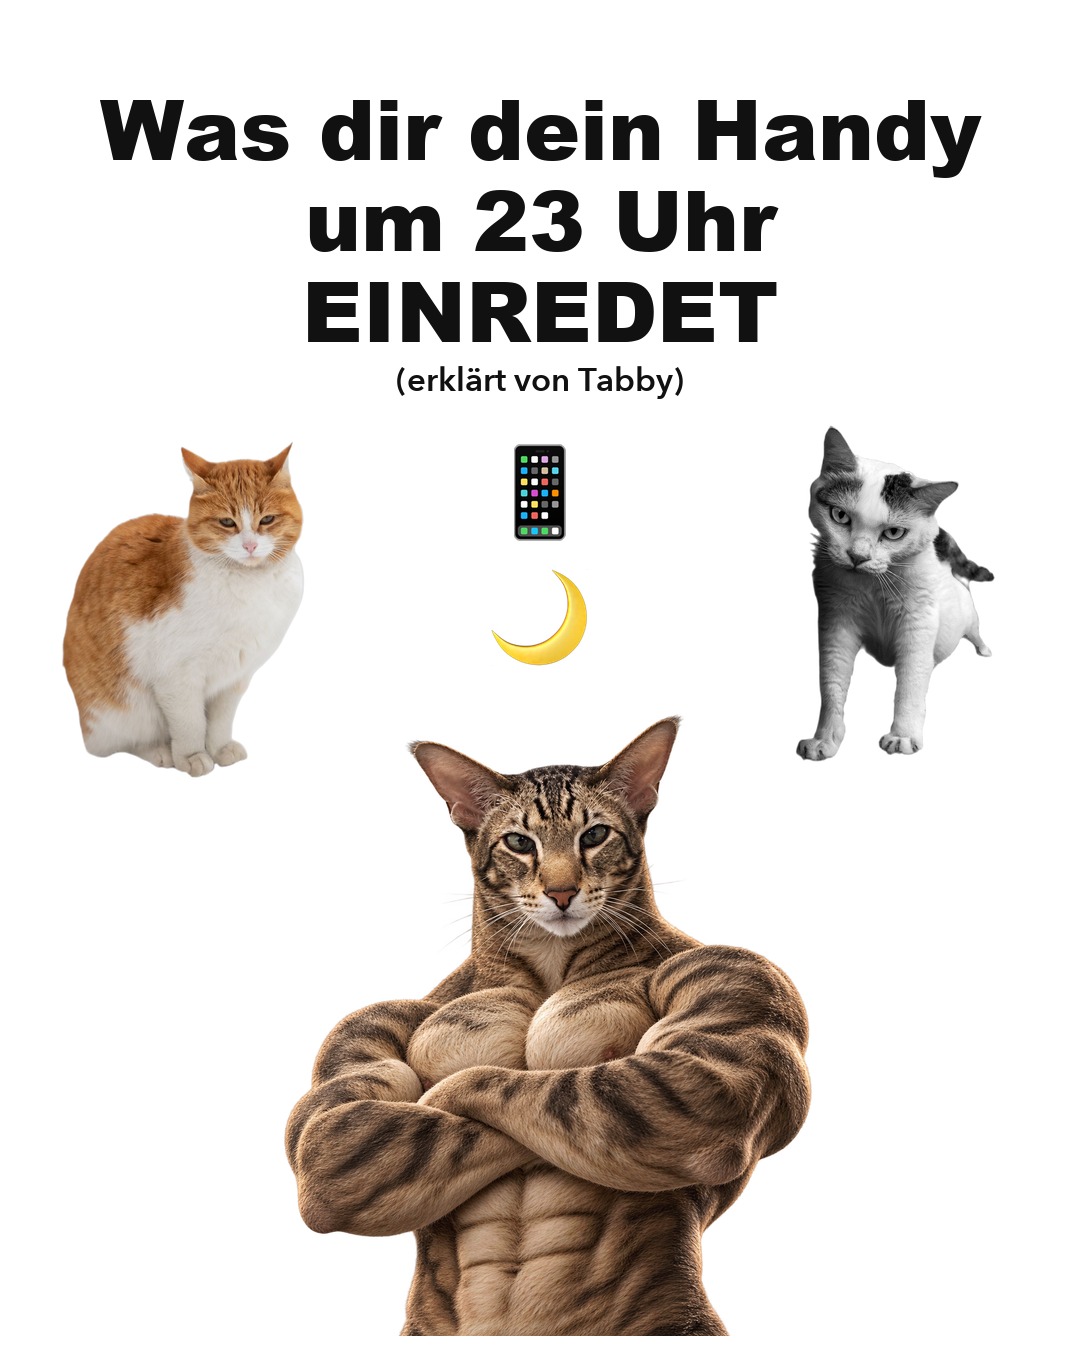 Was dir dein Handy
um 23 Uhr
EINREDET
(erklärt von Tabby)